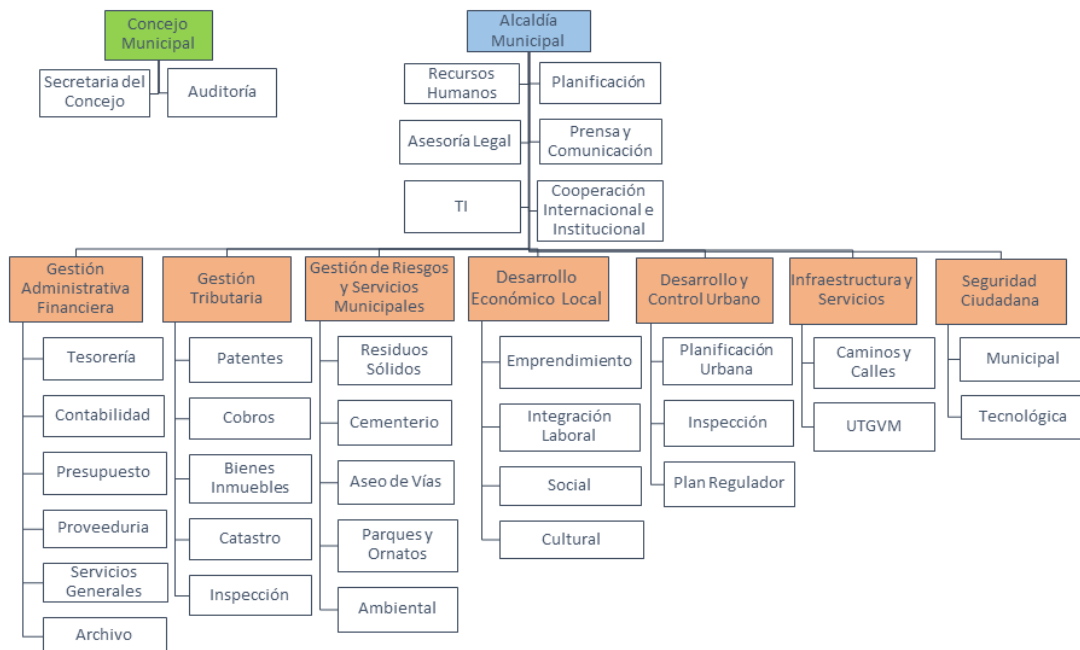 Concejo
Municipal
Secretaria del
Concejo
Auditoría
Alcaldía
Municipal
Recursos
Humanos
Planificación
Asesoría Legal
Prensa y
Comunicación
TI
Cooperación
Internacional e
Institucional
Gestión
Administrativa
Financiera
Tesorería
Contabilidad
Presupuesto
Proveeduria
Servicios
Generales
Archivo
Gestión
Tributaria
Patentes
Cobros
Bienes
Inmuebles
Catastro
Inspección
Gestión de Riesgos
y Servicios
Municipales
Residuos
Sólidos
Cementerio
Aseo de Vías
Parques y
Ornatos
Ambiental
Desarrollo
Económico Local
Emprendimiento
Integración
Laboral
Social
Cultural
Desarrollo y
Control Urbano
Planificación
Urbana
Inspección
Plan Regulador
Infraestructura y
Servicios
Caminos y
Calles
UTGVM
Seguridad
Ciudadana
Municipal
Tecnológica